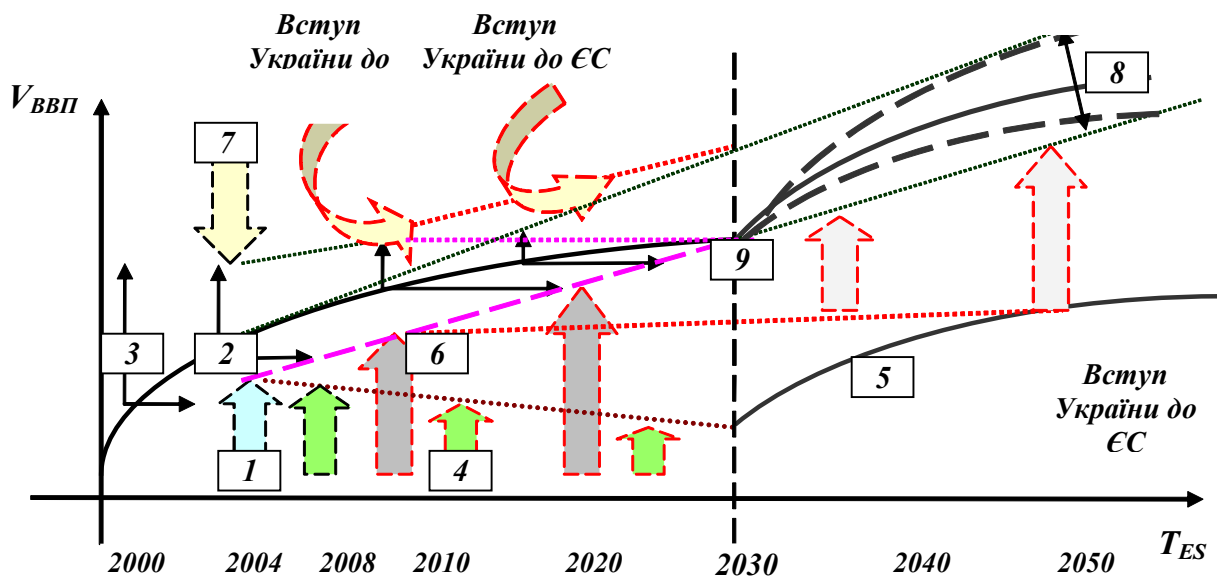 Вступ
України до
Вступ
України до ЄС
V_ВВП
7
8
9
3
2
6
5
1
4
Вступ
України до
ЄС
2000
2004
2008
2010
2020
2030
2040
2050
T_ES